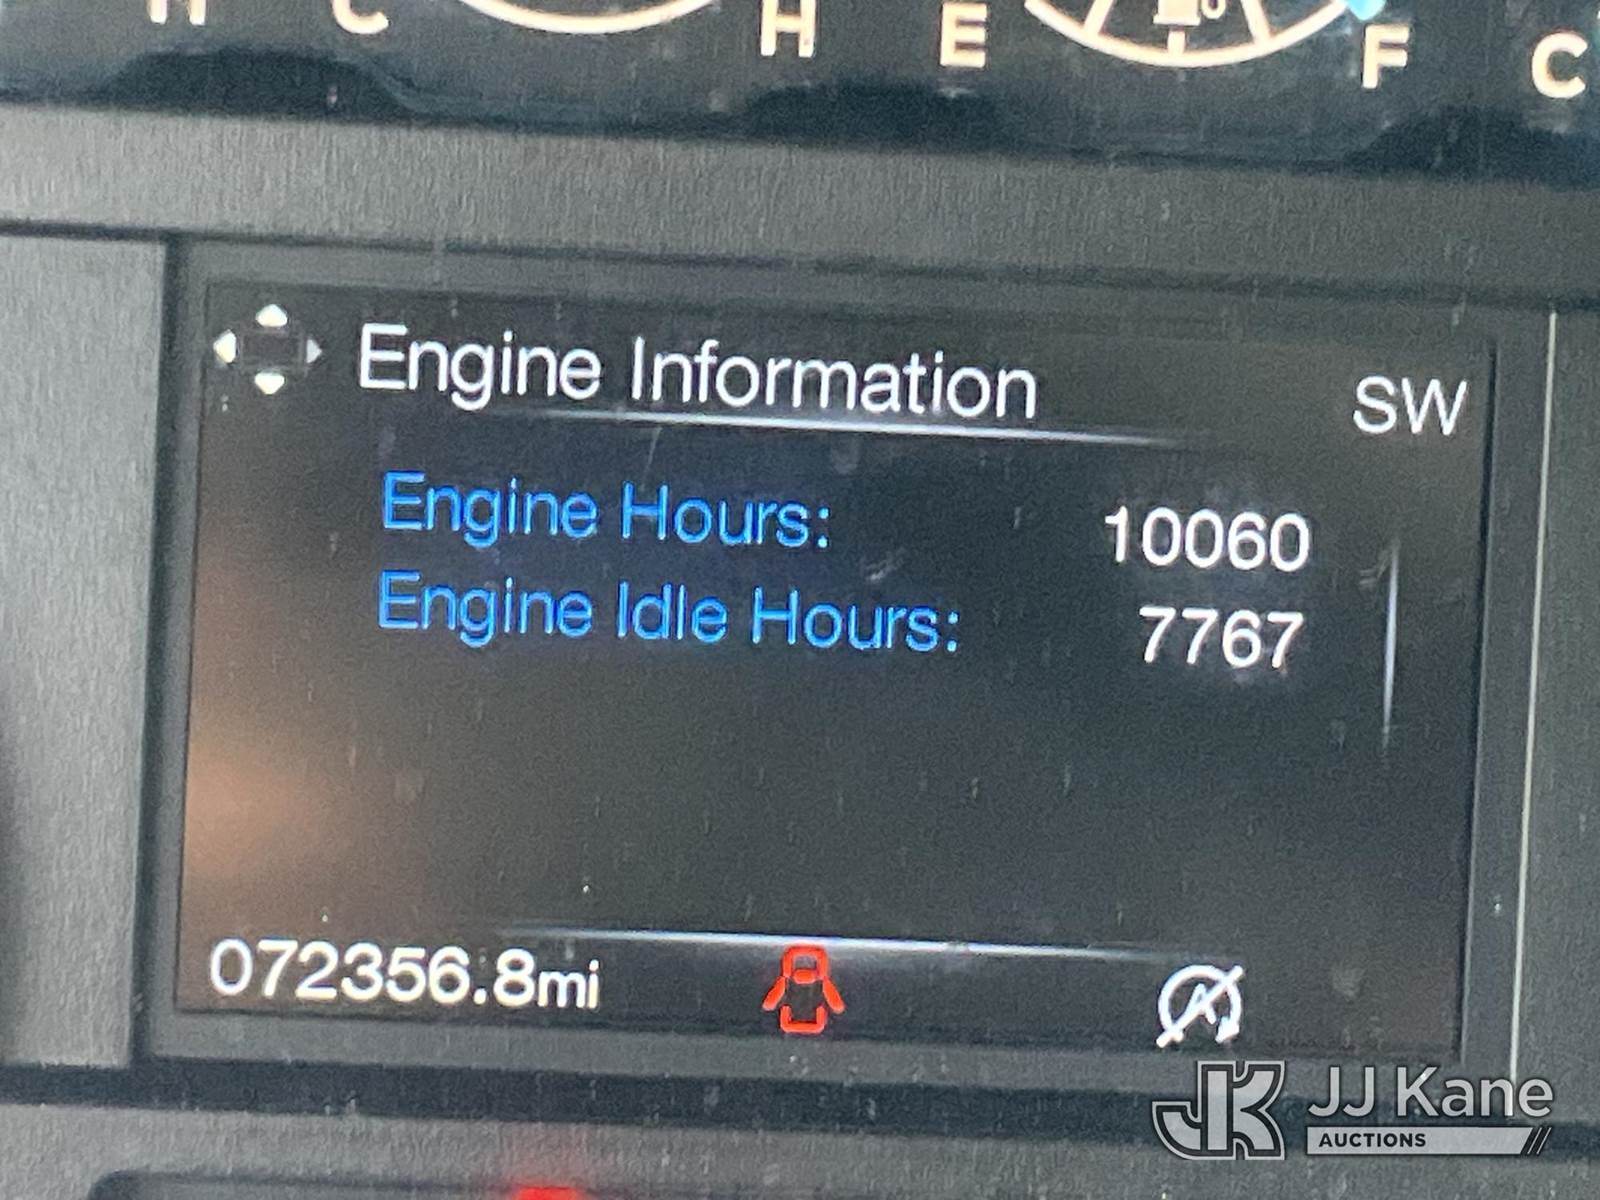 H C H E F C
Engine Information SW
Engine Hours: 10060
Engine Idle Hours: 7767
072356.8mi
JJ Kane
AUCTIONS